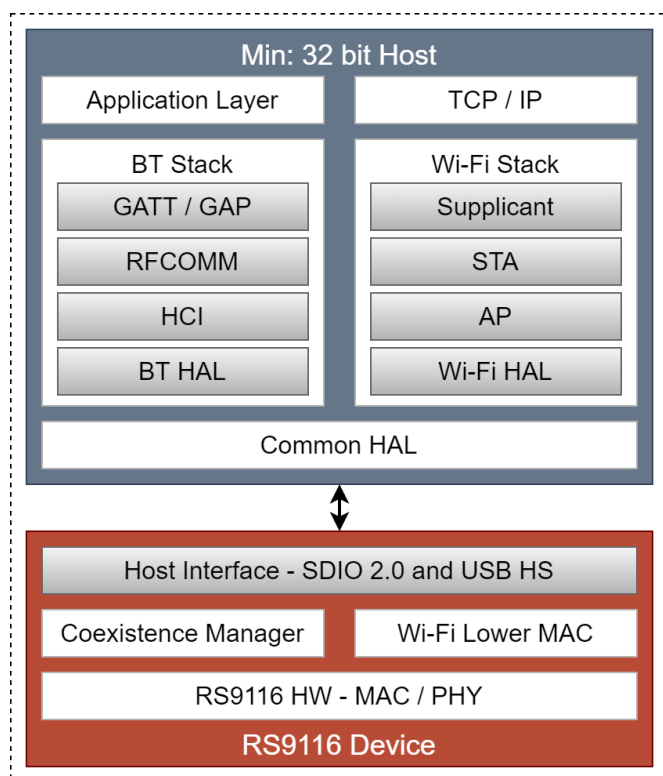 Min: 32 bit Host
Application Layer
TCP / IP
BT Stack
GATT / GAP
RFCOMM
HCI
BT HAL
Wi-Fi Stack
Supplicant
STA
AP
Wi-Fi HAL
Common HAL
Host Interface - SDIO 2.0 and USB HS
Coexistence Manager
Wi-Fi Lower MAC
RS9116 HW - MAC / PHY
RS9116 Device